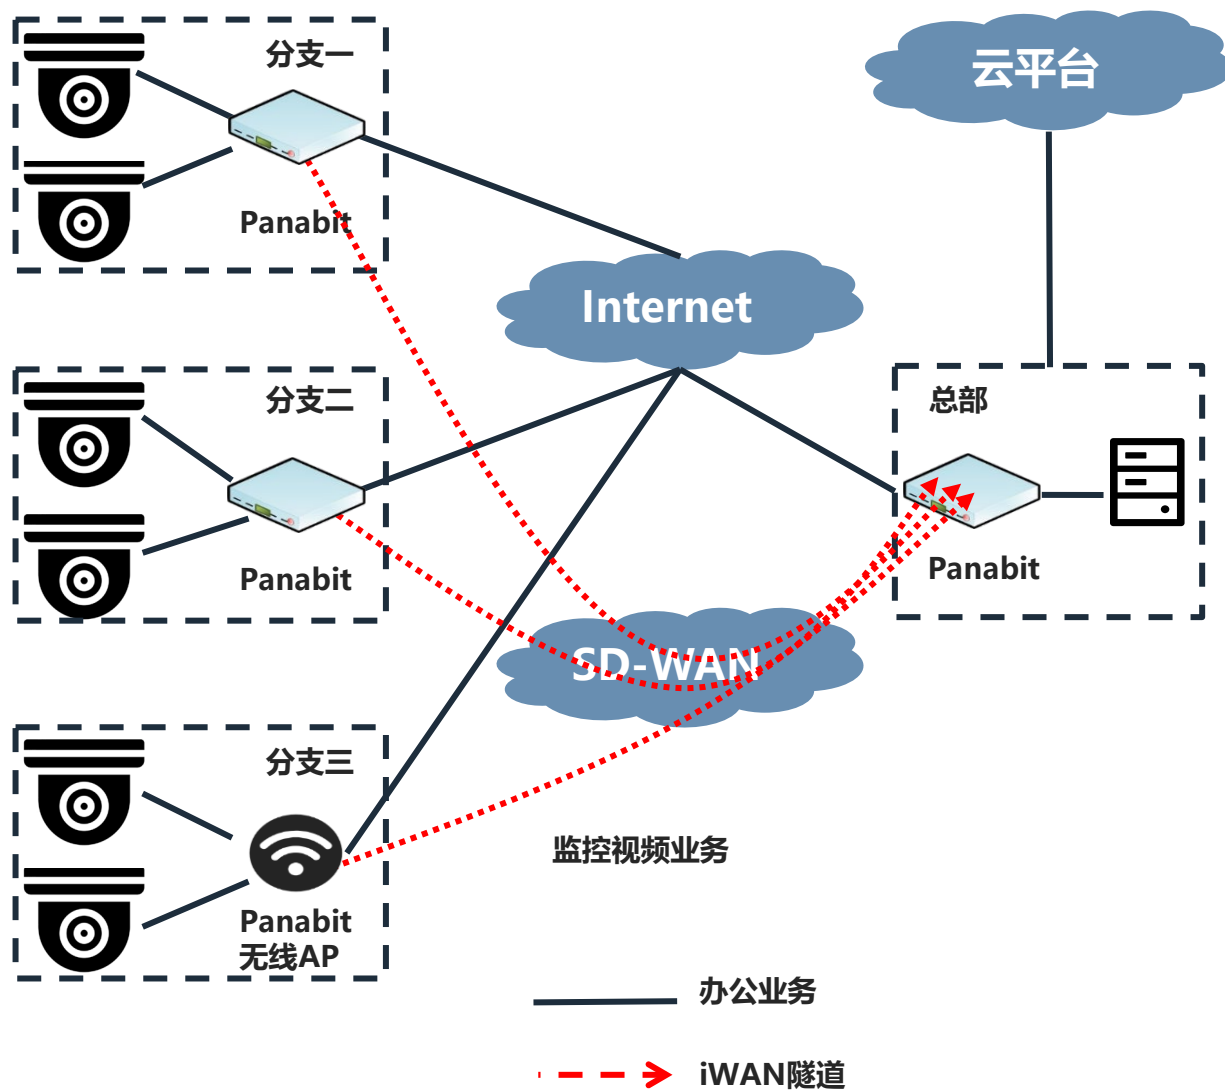 分支一
云平台
Panabit
Internet
分支二
总部
Panabit
Panabit
SD-WAN
分支三
监控视频业务
Panabit
无线AP
办公业务
iWAN隧道